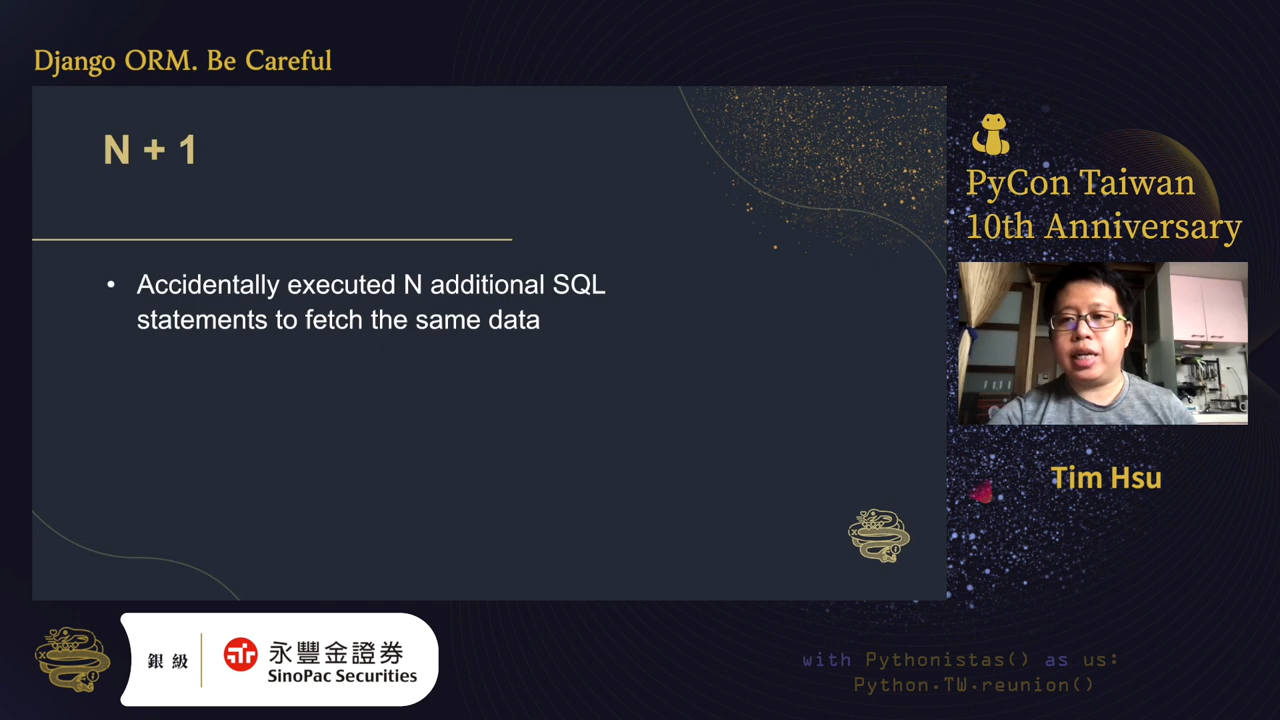 Django ORM. Be Careful
N + 1
• Accidentally executed N additional SQL
statements to fetch the same data
PyCon Taiwan
10th Anniversary
Tim Hsu
銀級
永豐金證券
SinoPac Securities
with Pythonistas() as us:
Python.TW.reunion()